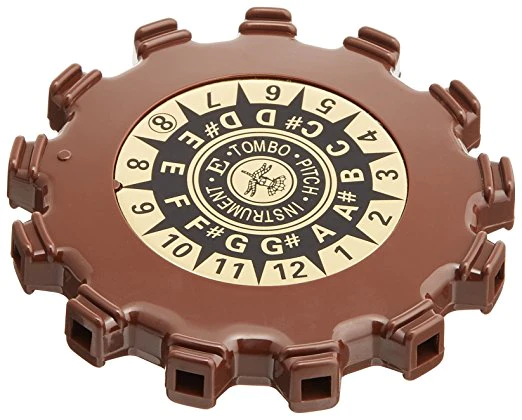 1 2 3 4 5 6 7 ⑧ 8 9 10 11 12
A A# B C C# D D# E E F F# G G#
E · TOMBO · PITCH · INSTRUMENT